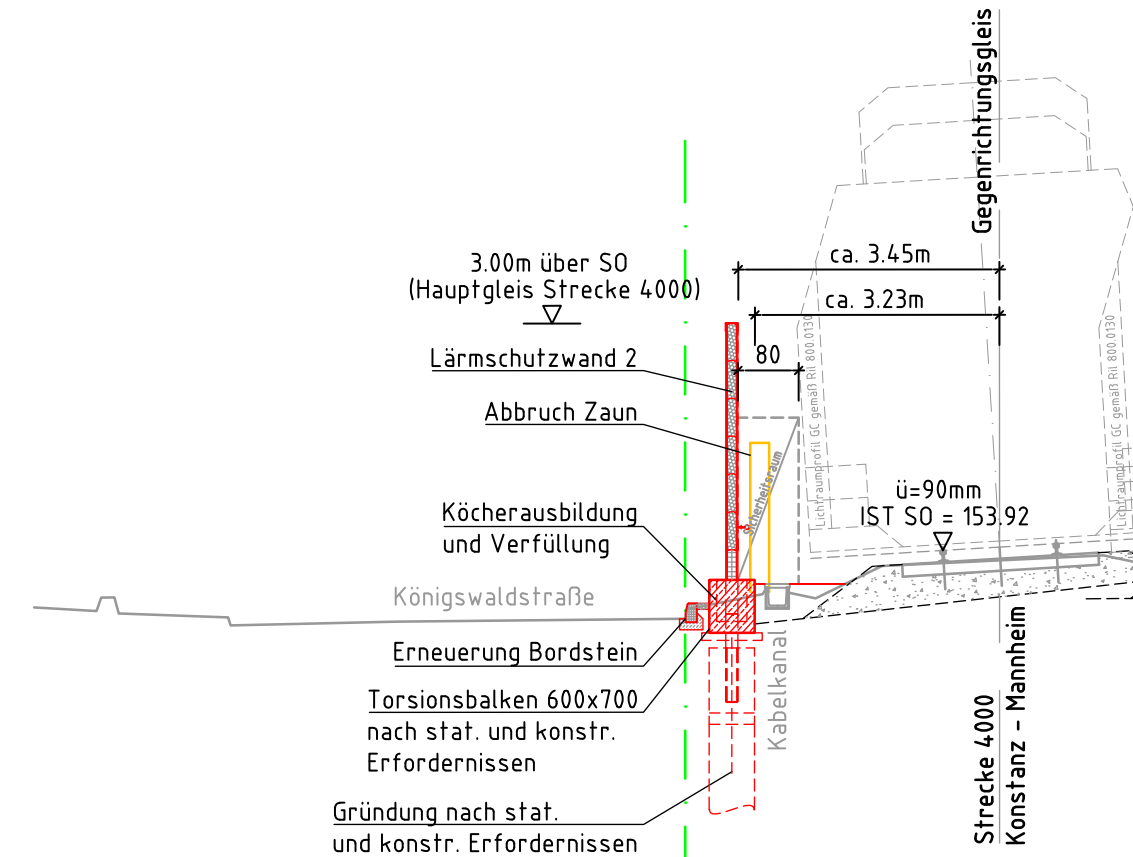 Gegenrichtungsgleis
ca. 3.45m
3.00m über SO
(Hauptgleis Strecke 4000)
ca. 3.23m
Lärmschutzwand 2
80
Abbruch Zaun
Lichtraumprofil GC gemäß Ril 800.0130
Lichtraumprofil GC gemäß Ril 800.0130
Sicherheitsraum
ü=90mm
IST SO = 153.92
Köcherausbildung
und Verfüllung
Königswaldstraße
Erneuerung Bordstein
Kabelkanal
Torsionsbalken 600x700
nach stat. und konstr.
Erfordernissen
Strecke 4000
Konstanz - Mannheim
Gründung nach stat.
und konstr. Erfordernissen